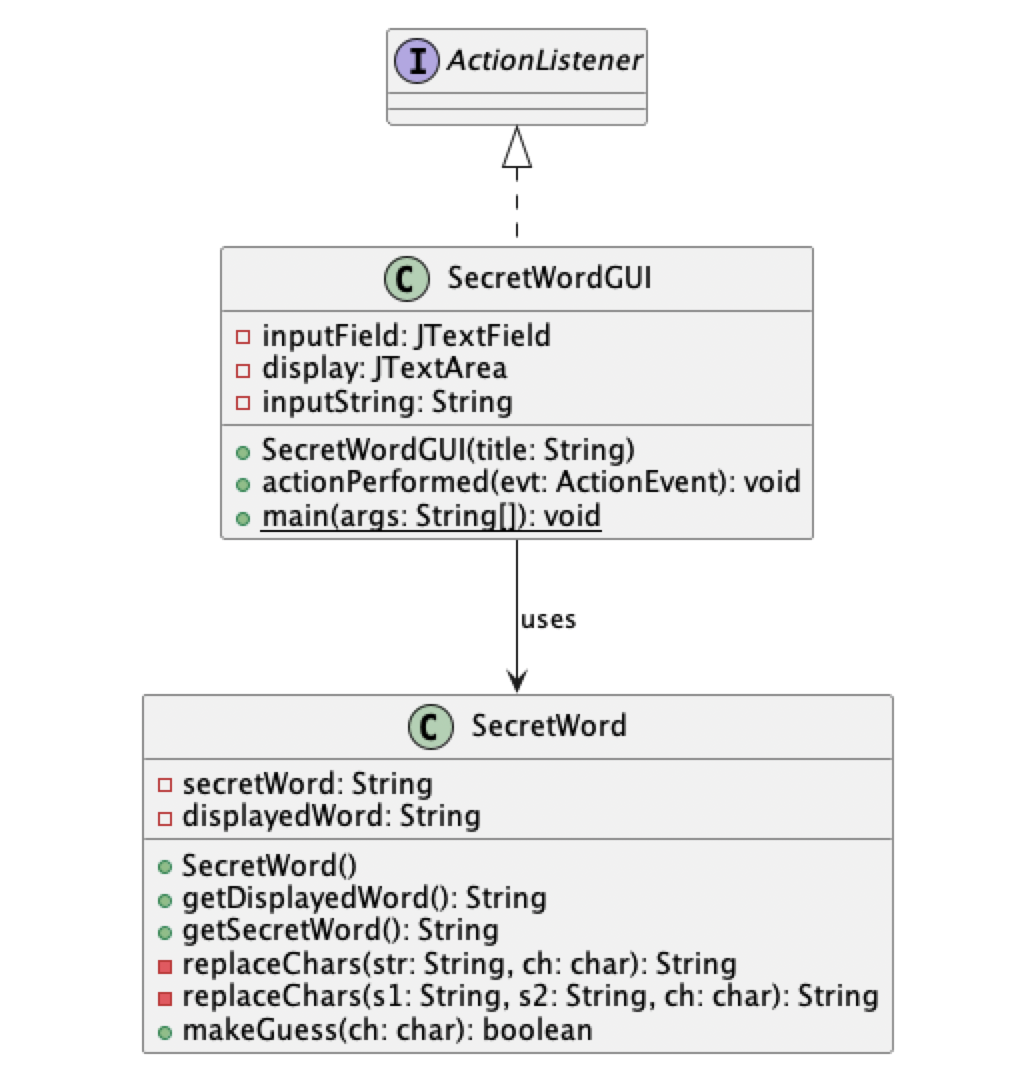 I ActionListener
C SecretWordGUI
inputField: JTextField
display: JTextArea
inputString: String
SecretWordGUI(title: String)
actionPerformed(evt: ActionEvent): void
main(args: String[]): void
uses
C SecretWord
secretWord: String
displayedWord: String
SecretWord()
getDisplayedWord(): String
getSecretWord(): String
replaceChars(str: String, ch: char): String
replaceChars(s1: String, s2: String, ch: char): String
makeGuess(ch: char): boolean